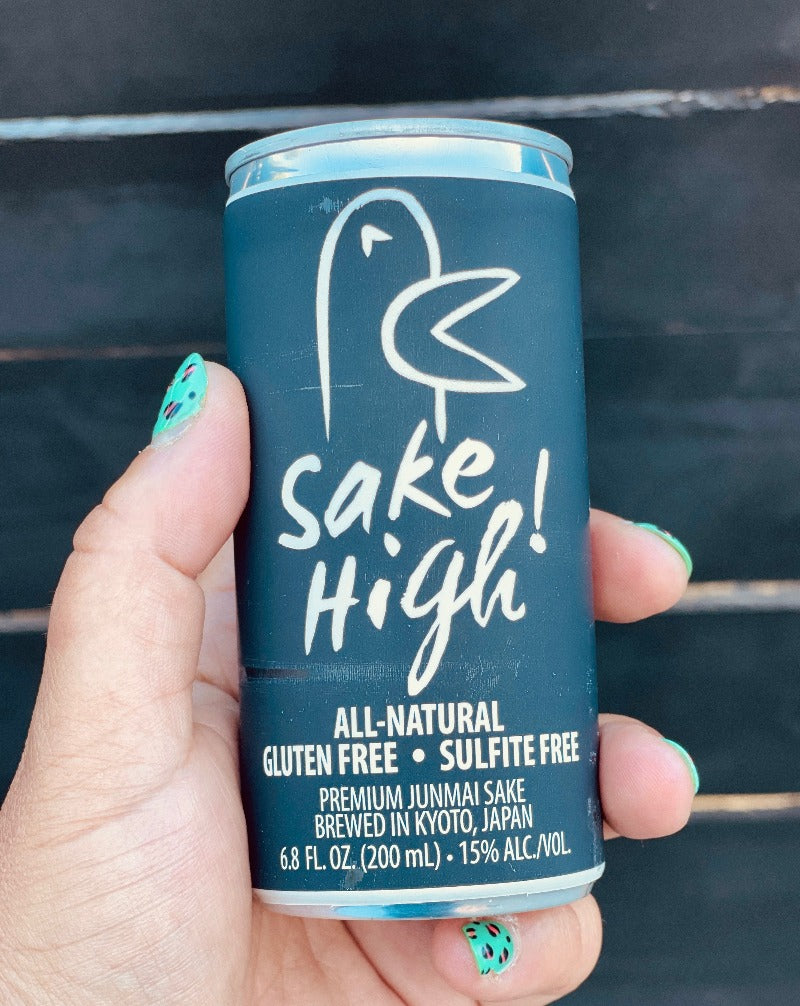 Sake
High!
ALL-NATURAL
GLUTEN FREE • SULFITE FREE
PREMIUM JUNMAI SAKE
BREWED IN KYOTO, JAPAN
6.8 FL. OZ. (200 mL) • 15% ALC./VOL.